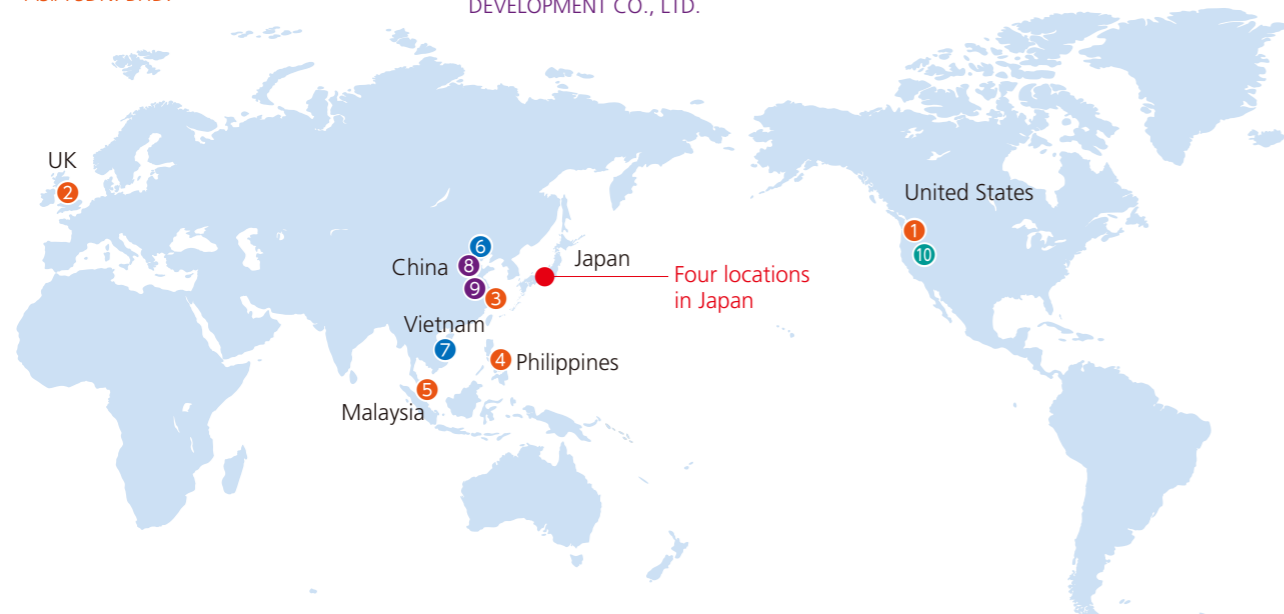 DEVELOPMENT CO., LTD.
UK
2
United States
1
10
6
China
8
Japan
Four locations
in Japan
9
3
Vietnam
7
4 Philippines
5
Malaysia